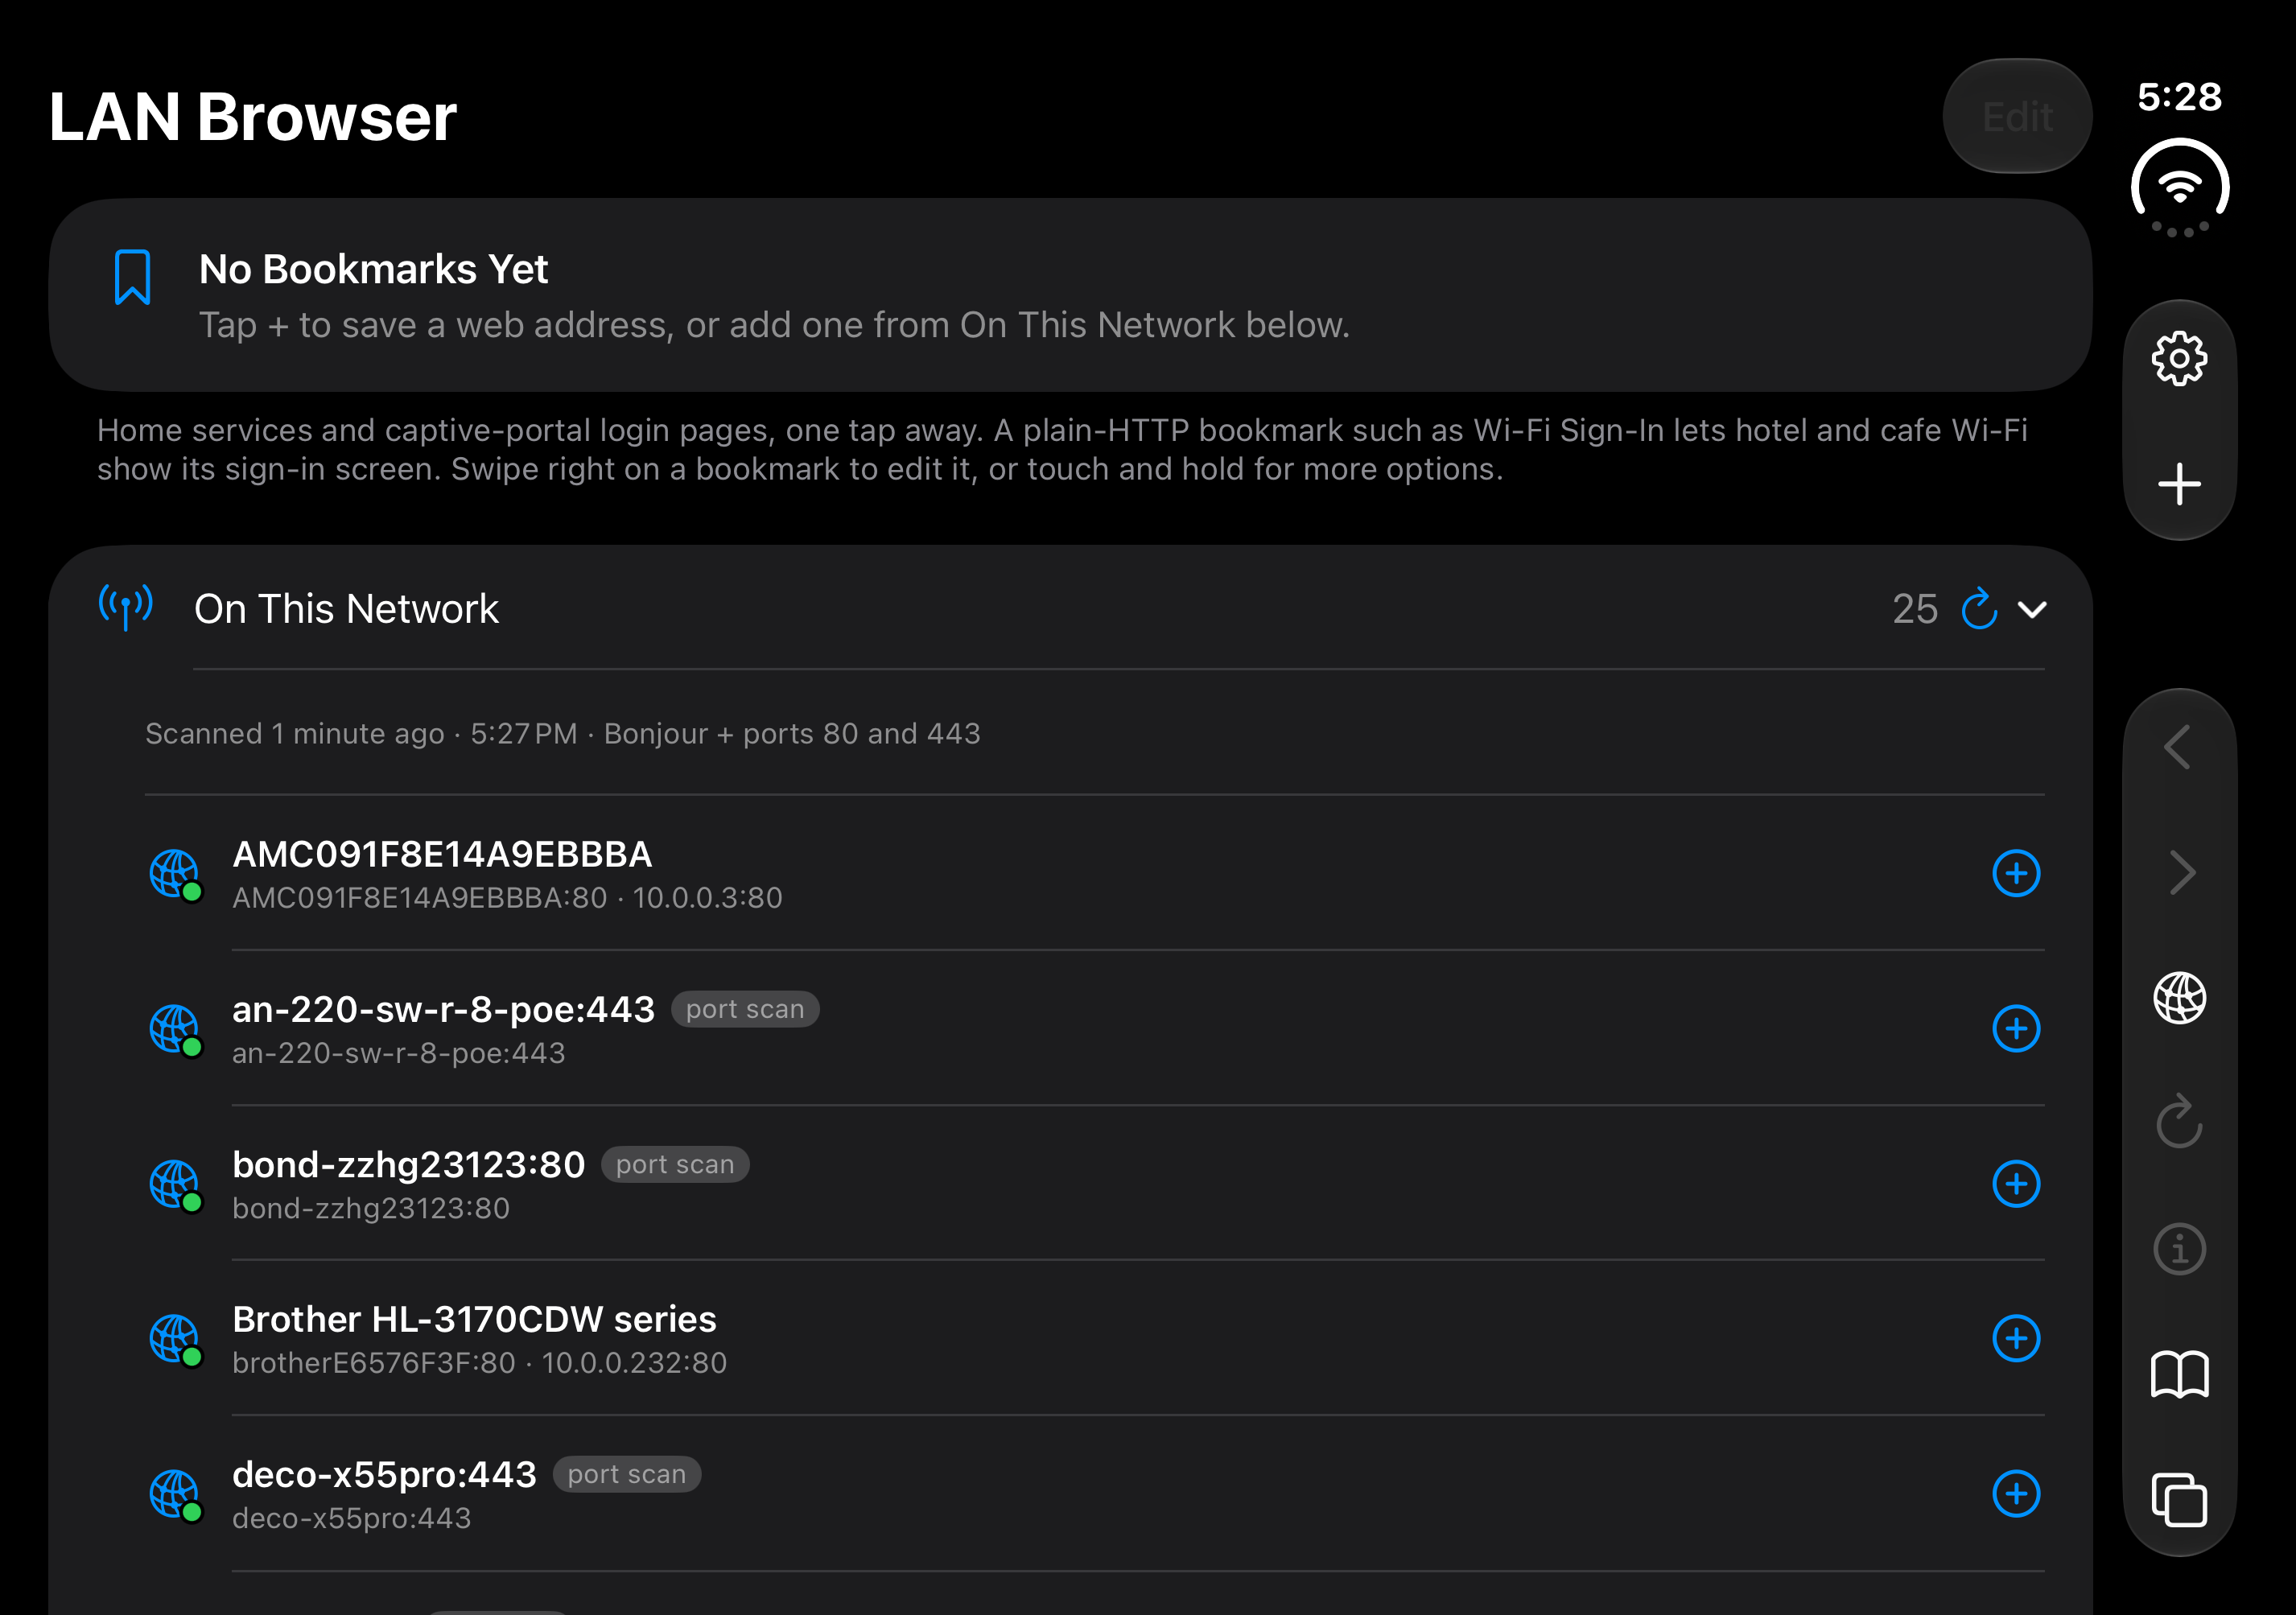 LAN Browser
Edit
5:28
No Bookmarks Yet
Tap + to save a web address, or add one from On This Network below.
Home services and captive-portal login pages, one tap away. A plain-HTTP bookmark such as Wi-Fi Sign-In lets hotel and cafe Wi-Fi
show its sign-in screen. Swipe right on a bookmark to edit it, or touch and hold for more options.
On This Network
25
Scanned 1 minute ago · 5:27 PM · Bonjour + ports 80 and 443
AMC091F8E14A9EBBBA
AMC091F8E14A9EBBBA:80 · 10.0.0.3:80
an-220-sw-r-8-poe:443 port scan
an-220-sw-r-8-poe:443
bond-zzhg23123:80 port scan
bond-zzhg23123:80
Brother HL-3170CDW series
brotherE6576F3F:80 · 10.0.0.232:80
deco-x55pro:443 port scan
deco-x55pro:443